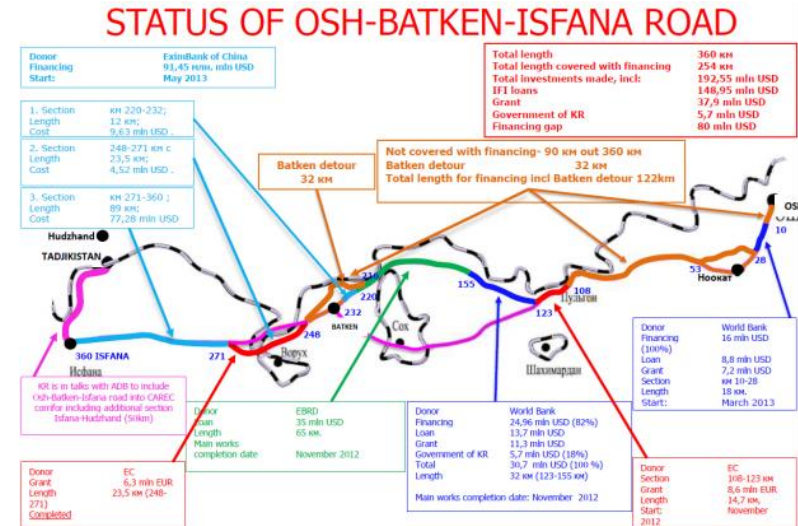 STATUS OF OSH-BATKEN-ISFANA ROAD
Donor EximBank of China
Financing 91,45 млн. mln USD
Start: May 2013
Total length 360 км
Total length covered with financing 254 км
Total investments made, incl: 192,55 mln USD
IFI loans 148,95 mln USD
Grant 37,9 mln USD
Government of KR 5,7 mln USD
Financing gap 80 mln USD
1. Section км 220-232;
Length 12 км;
Cost 9,63 mln USD .
2. Section 248-271 км с
Length 23,5 км;
Cost 4,52 mln USD .
3. Section км 271-360 ;
Length 89 км;
Cost 77,28 mln USD
Batken detour
32 км
Not covered with financing- 90 км out 360 км
Batken detour 32 км
Total length for financing incl Batken detour 122km
Hudzhand
TADJIKISTAN
10
28
53
Ноокат
108
123
155
220
232
BATKEN
248
271
360 ISFANA
Исфана
Ворух
Сох
Шахимардан
KR is in talks with ADB to include
Osh-Batken-Isfana road into CAREC
corrifor including additional section
Isfana-Hudzhand (50km)
Donor EBRD
Loan 35 mln USD
Length 65 км.
Main works
completion date November 2012
Donor World Bank
Financing 24,96 mln USD (82%)
Loan 13,7 mln USD
Grant 11,3 mln USD
Government of KR 5,7 mln USD (18%)
Total 30,7 mln USD (100 %)
Length 32 км (123-155 км)
Main works completion date: November 2012
Donor World Bank
Financing 16 mln USD
(100%)
Loan 8,8 mln USD
Grant 7,2 mln USD
Section км 10-28
Length 18 км.
Start: March 2013
Donor EC
Grant 6,3 mln EUR
Length 23,5 км (248-
271)
Completed
Donor EC
Section 108-123 км
Grant 8,6 mln EUR
Length 14,7 км,
Start: November
2012